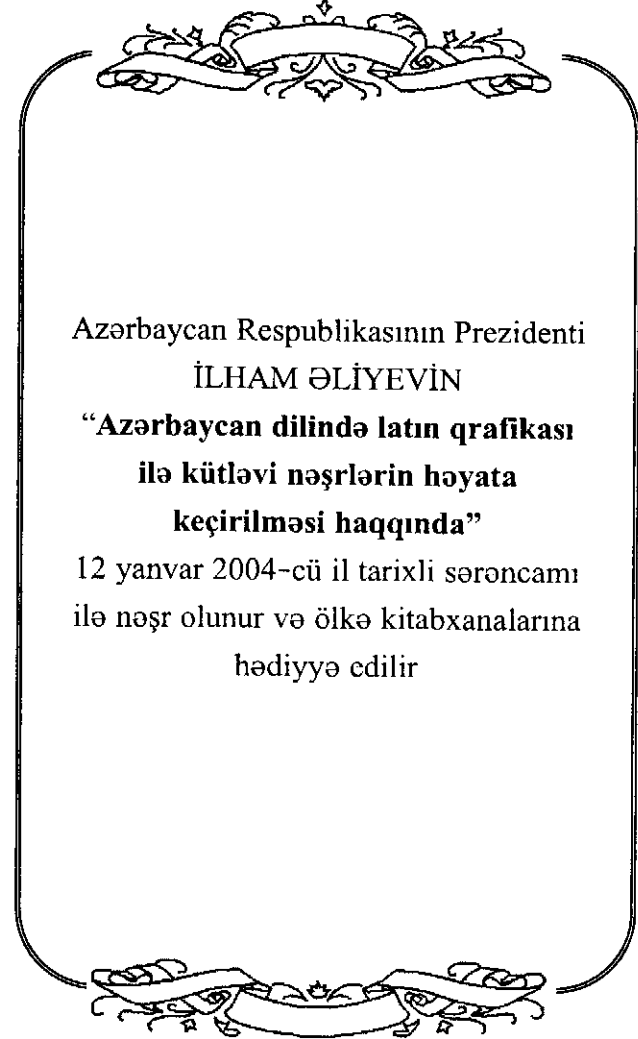 Azərbaycan Respublikasının Prezidenti
İLHAM ƏLİYEVİN
“Azərbaycan dilində latın qrafikası
ilə kütləvi nəşrlərin həyata
keçirilməsi haqqında”
12 yanvar 2004-cü il tarixli sərəncamı
ilə nəşr olunur və ölkə kitabxanalarına
hədiyyə edilir